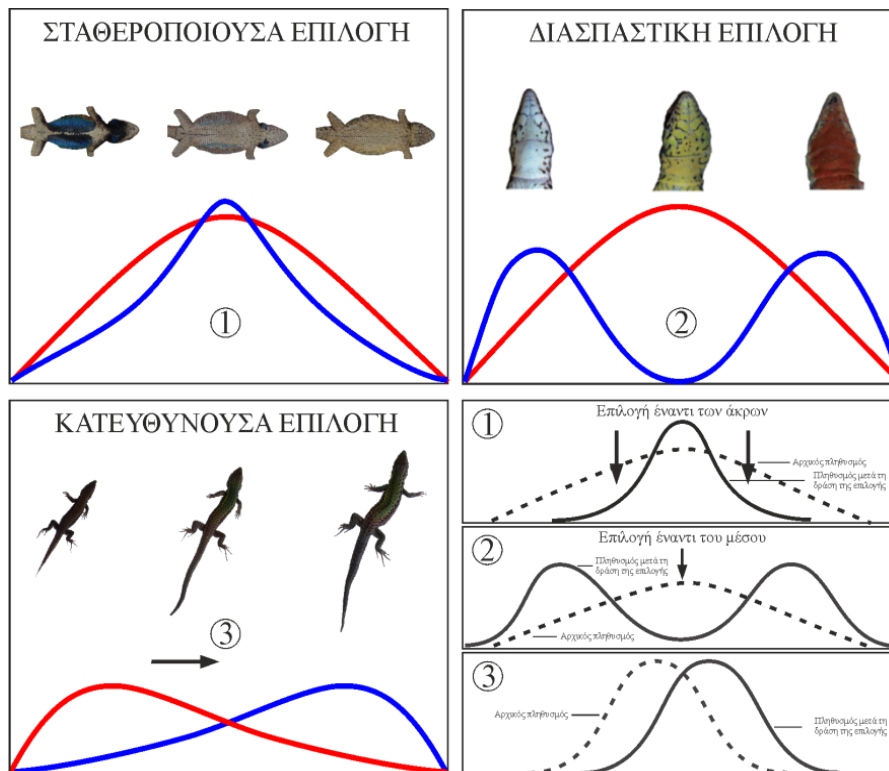 ΣΤΑΘΕΡΟΠΟΙΟΥΣΑ ΕΠΙΛΟΓΗ
1
ΔΙΑΣΠΑΣΤΙΚΗ ΕΠΙΛΟΓΗ
2
ΚΑΤΕΥΘΥΝΟΥΣΑ ΕΠΙΛΟΓΗ
3
1
Επιλογή έναντι των άκρων
Αρχικός πληθυσμός
Πληθυσμός μετά τη
δράση της επιλογής
2
Επιλογή έναντι του μέσου
Πληθυσμός μετά τη
δράση της επιλογής
Αρχικός πληθυσμός
3
Αρχικός πληθυσμός
Πληθυσμός μετά τη
δράση της επιλογής